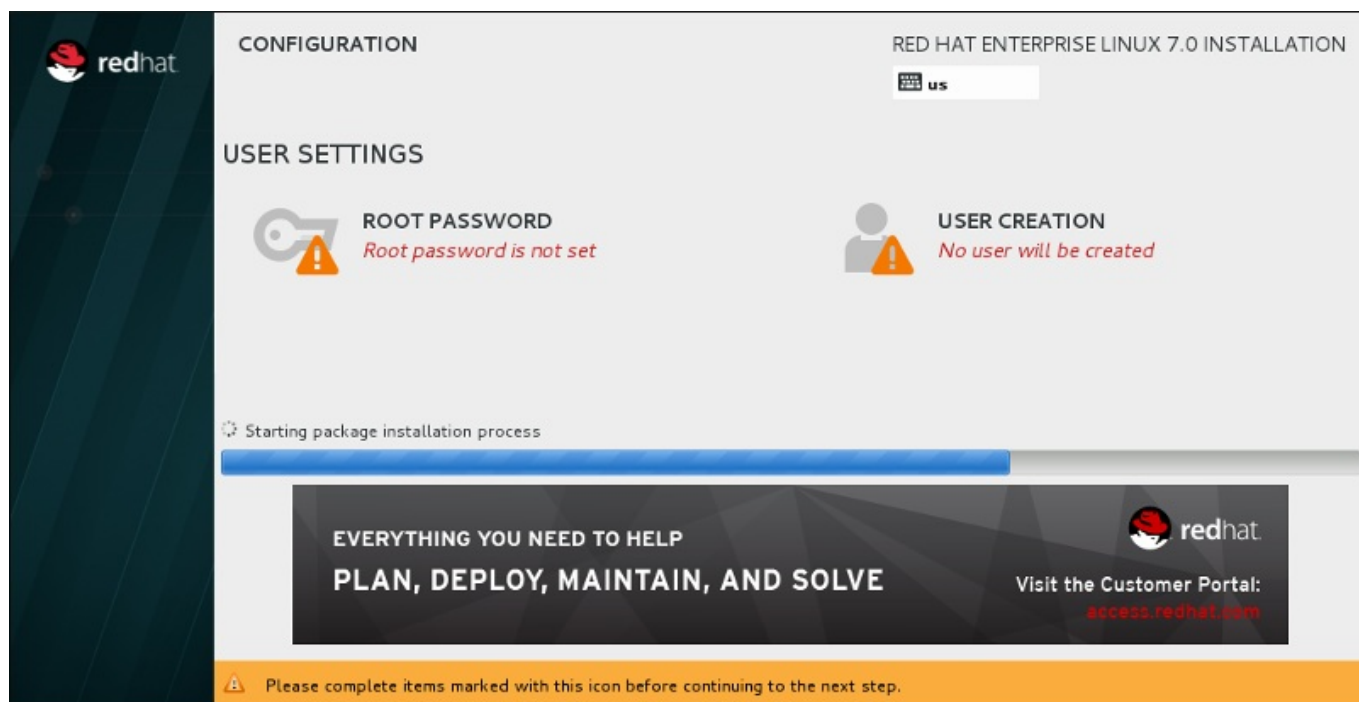 redhat.
CONFIGURATION
RED HAT ENTERPRISE LINUX 7.0 INSTALLATION
us
USER SETTINGS
ROOT PASSWORD
Root password is not set
USER CREATION
No user will be created
Starting package installation process
EVERYTHING YOU NEED TO HELP
PLAN, DEPLOY, MAINTAIN, AND SOLVE
redhat.
Visit the Customer Portal:
access.redhat.com
Please complete items marked with this icon before continuing to the next step.